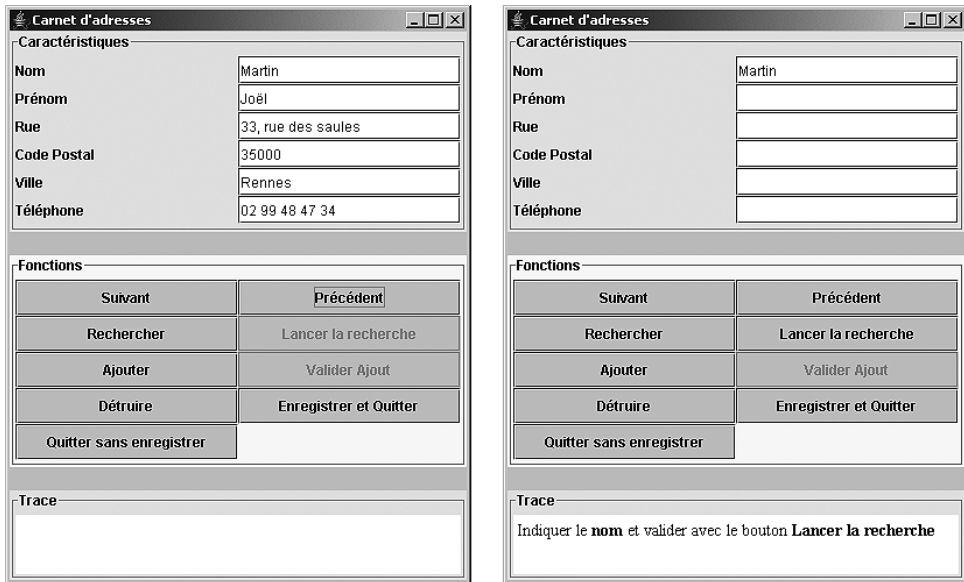 Carnet d'adresses
Caractéristiques
Nom Martin
Prénom Joël
Rue 33, rue des saules
Code Postal 35000
Ville Rennes
Téléphone 02 99 48 47 34
Fonctions
Suivant Précédent
Rechercher Lancer la recherche
Ajouter Valider Ajout
Détruire Enregistrer et Quitter
Quitter sans enregistrer
Trace
Carnet d'adresses
Caractéristiques
Nom Martin
Prénom
Rue
Code Postal
Ville
Téléphone
Fonctions
Suivant Précédent
Rechercher Lancer la recherche
Ajouter Valider Ajout
Détruire Enregistrer et Quitter
Quitter sans enregistrer
Trace
Indiquer le nom et valider avec le bouton Lancer la recherche